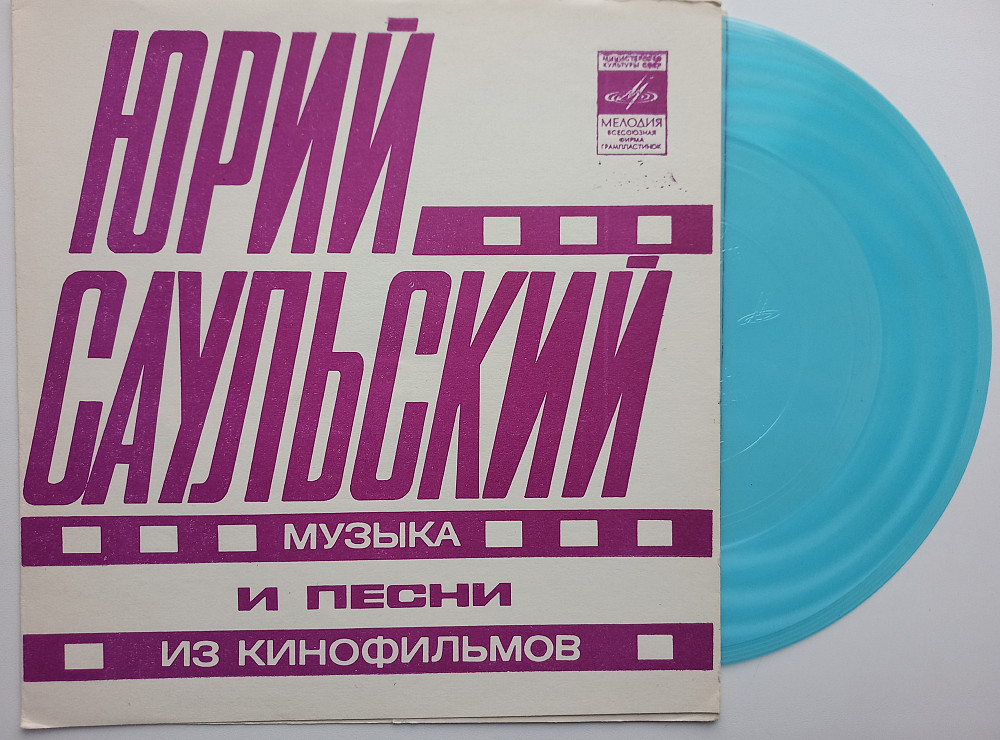 ЮРИЙ
САУЛЬСКИЙ
МИНИСТЕРСТВО
КУЛЬТУРЫ СССР
МЕЛОДИЯ
ВСЕСОЮЗНАЯ
ФИРМА
ГРАМПЛАСТИНОК
МУЗЫКА
И ПЕСНИ
ИЗ КИНОФИЛЬМОВ